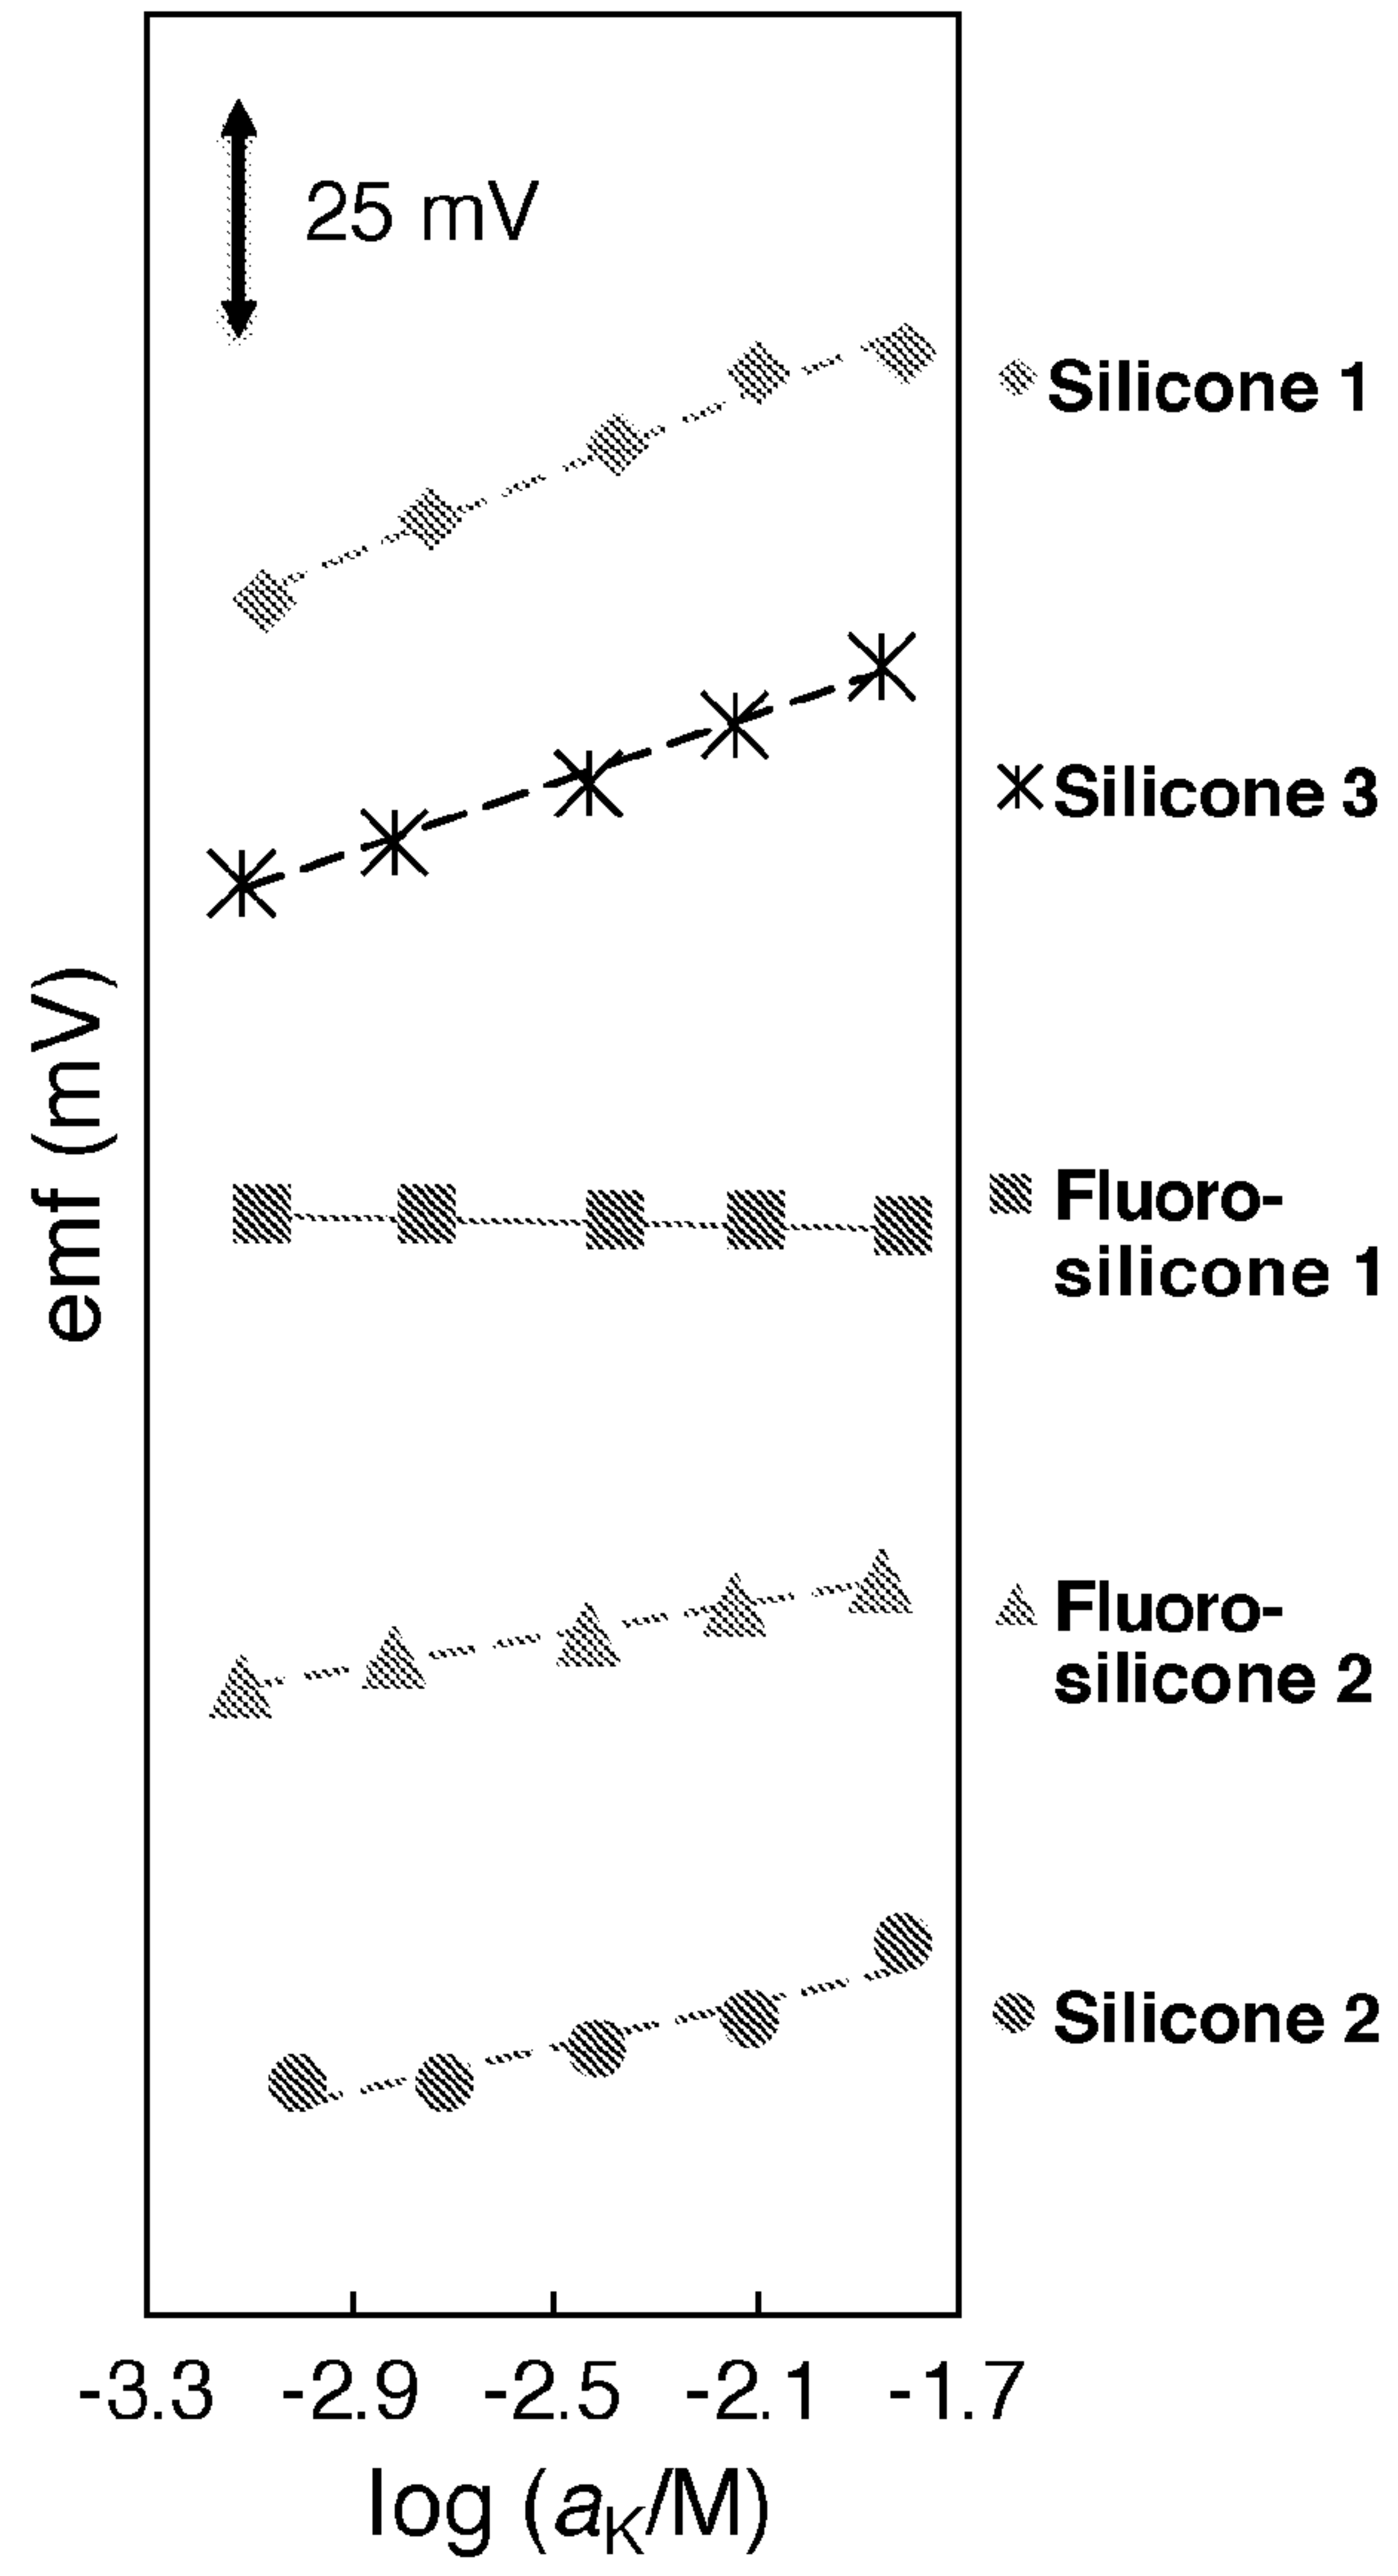 25 mV
Silicone 1
Silicone 3
emf (mV)
Fluoro-
silicone 1
Fluoro-
silicone 2
Silicone 2
-3.3 -2.9 -2.5 -2.1 -1.7
log (aK/M)